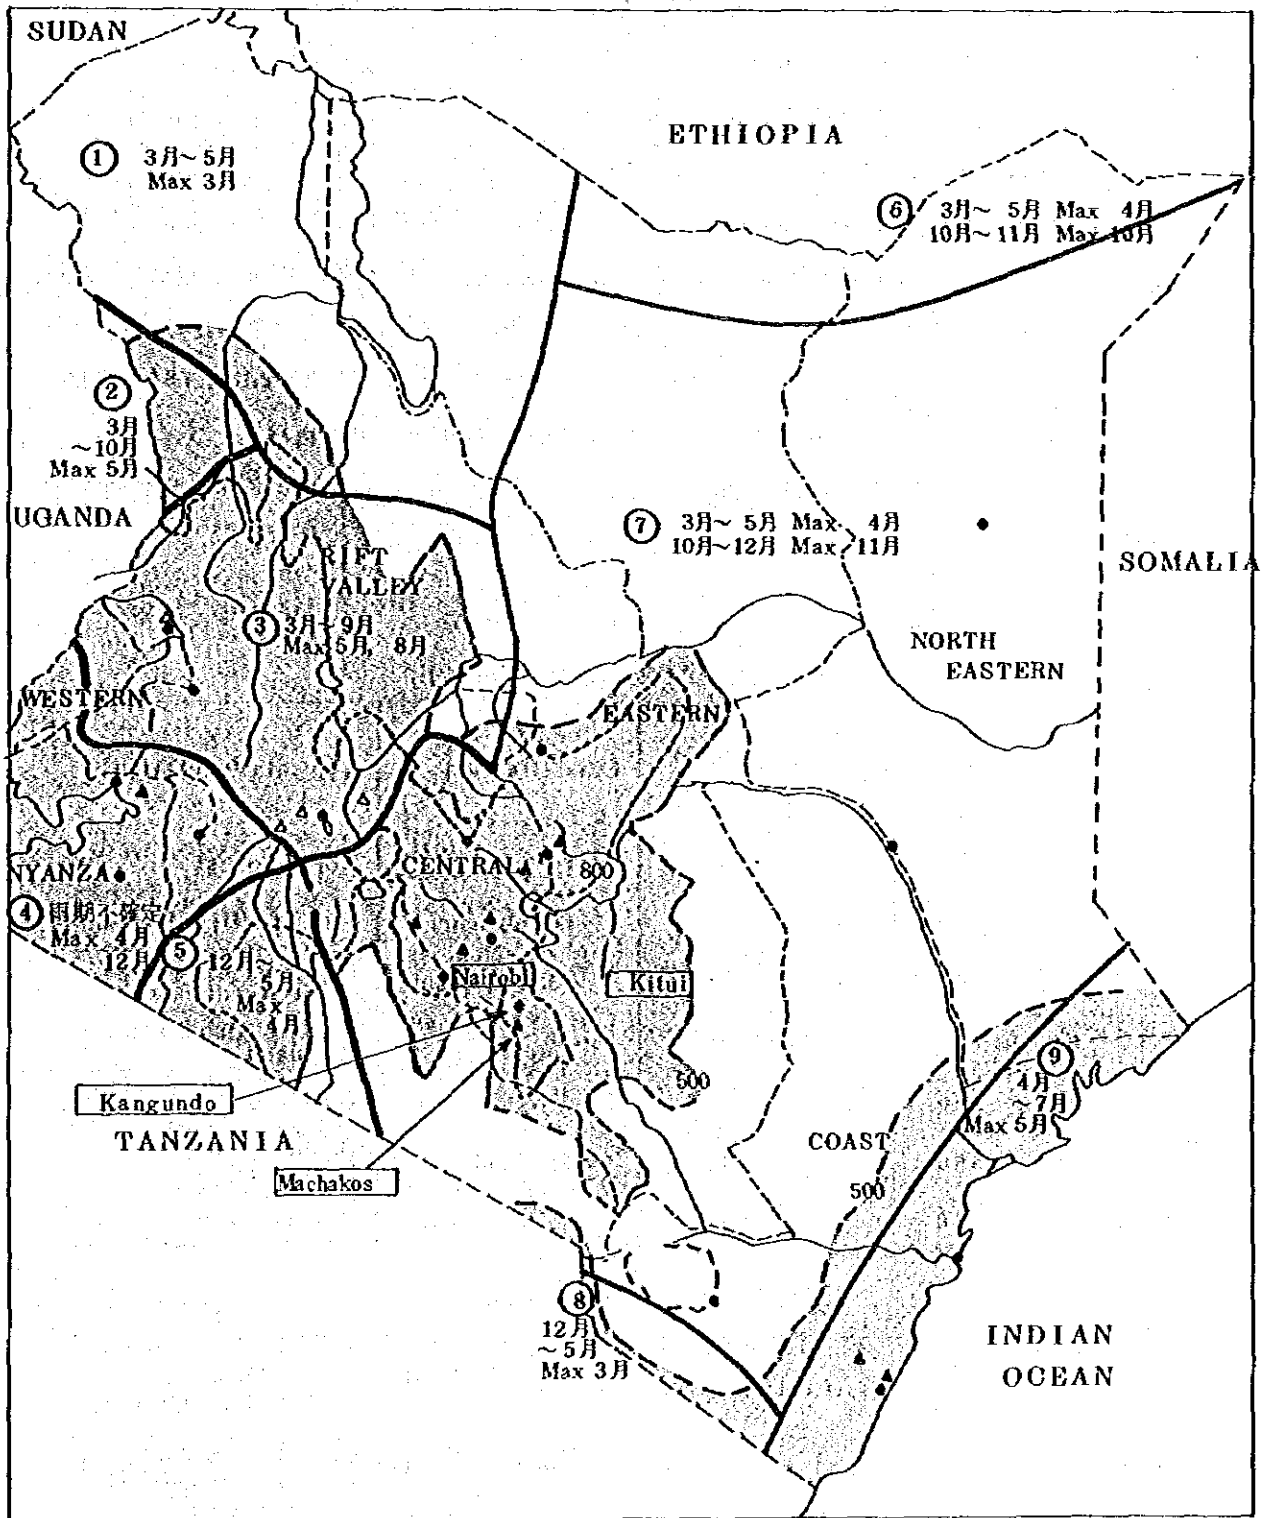 SUDAN
ETHIOPIA
① 3月~5月
Max 3月
⑥ 3月~ 5月 Max 4月
10月~11月 Max 10月
②
3月
~10月
Max 5月
UGANDA
⑦ 3月~ 5月 Max 4月
10月~12月 Max 11月
SOMALIA
RIFT
VALLEY
③ 3月~9月
Max 5月, 8月
NORTH
EASTERN
WESTERN
EASTERN
CENTRAL
800
NYANZA
④ 雨期不確定
Max 4月
12月
⑤ 12月~
5月
Max
4月
Nairobi
Kitui
500
Kangundo
TANZANIA
Machakos
⑨
4月
~7月
Max 5月
COAST
500
⑧
12月
~5月
Max 3月
INDIAN
OCEAN